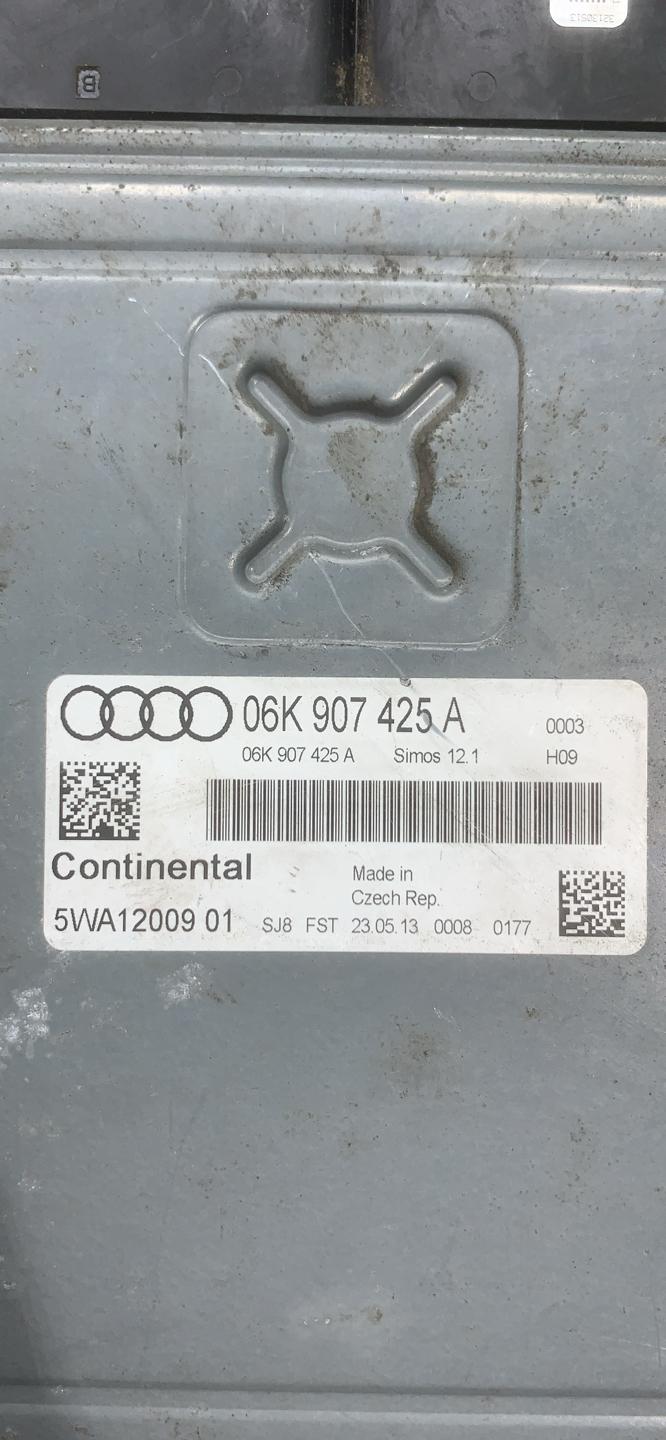 32130513
B
06K 907 425 A 0003
06K 907 425 A Simos 12.1 H09
Continental
Made in
Czech Rep.
5WA12009 01 SJ8 FST 23.05.13 0008 0177